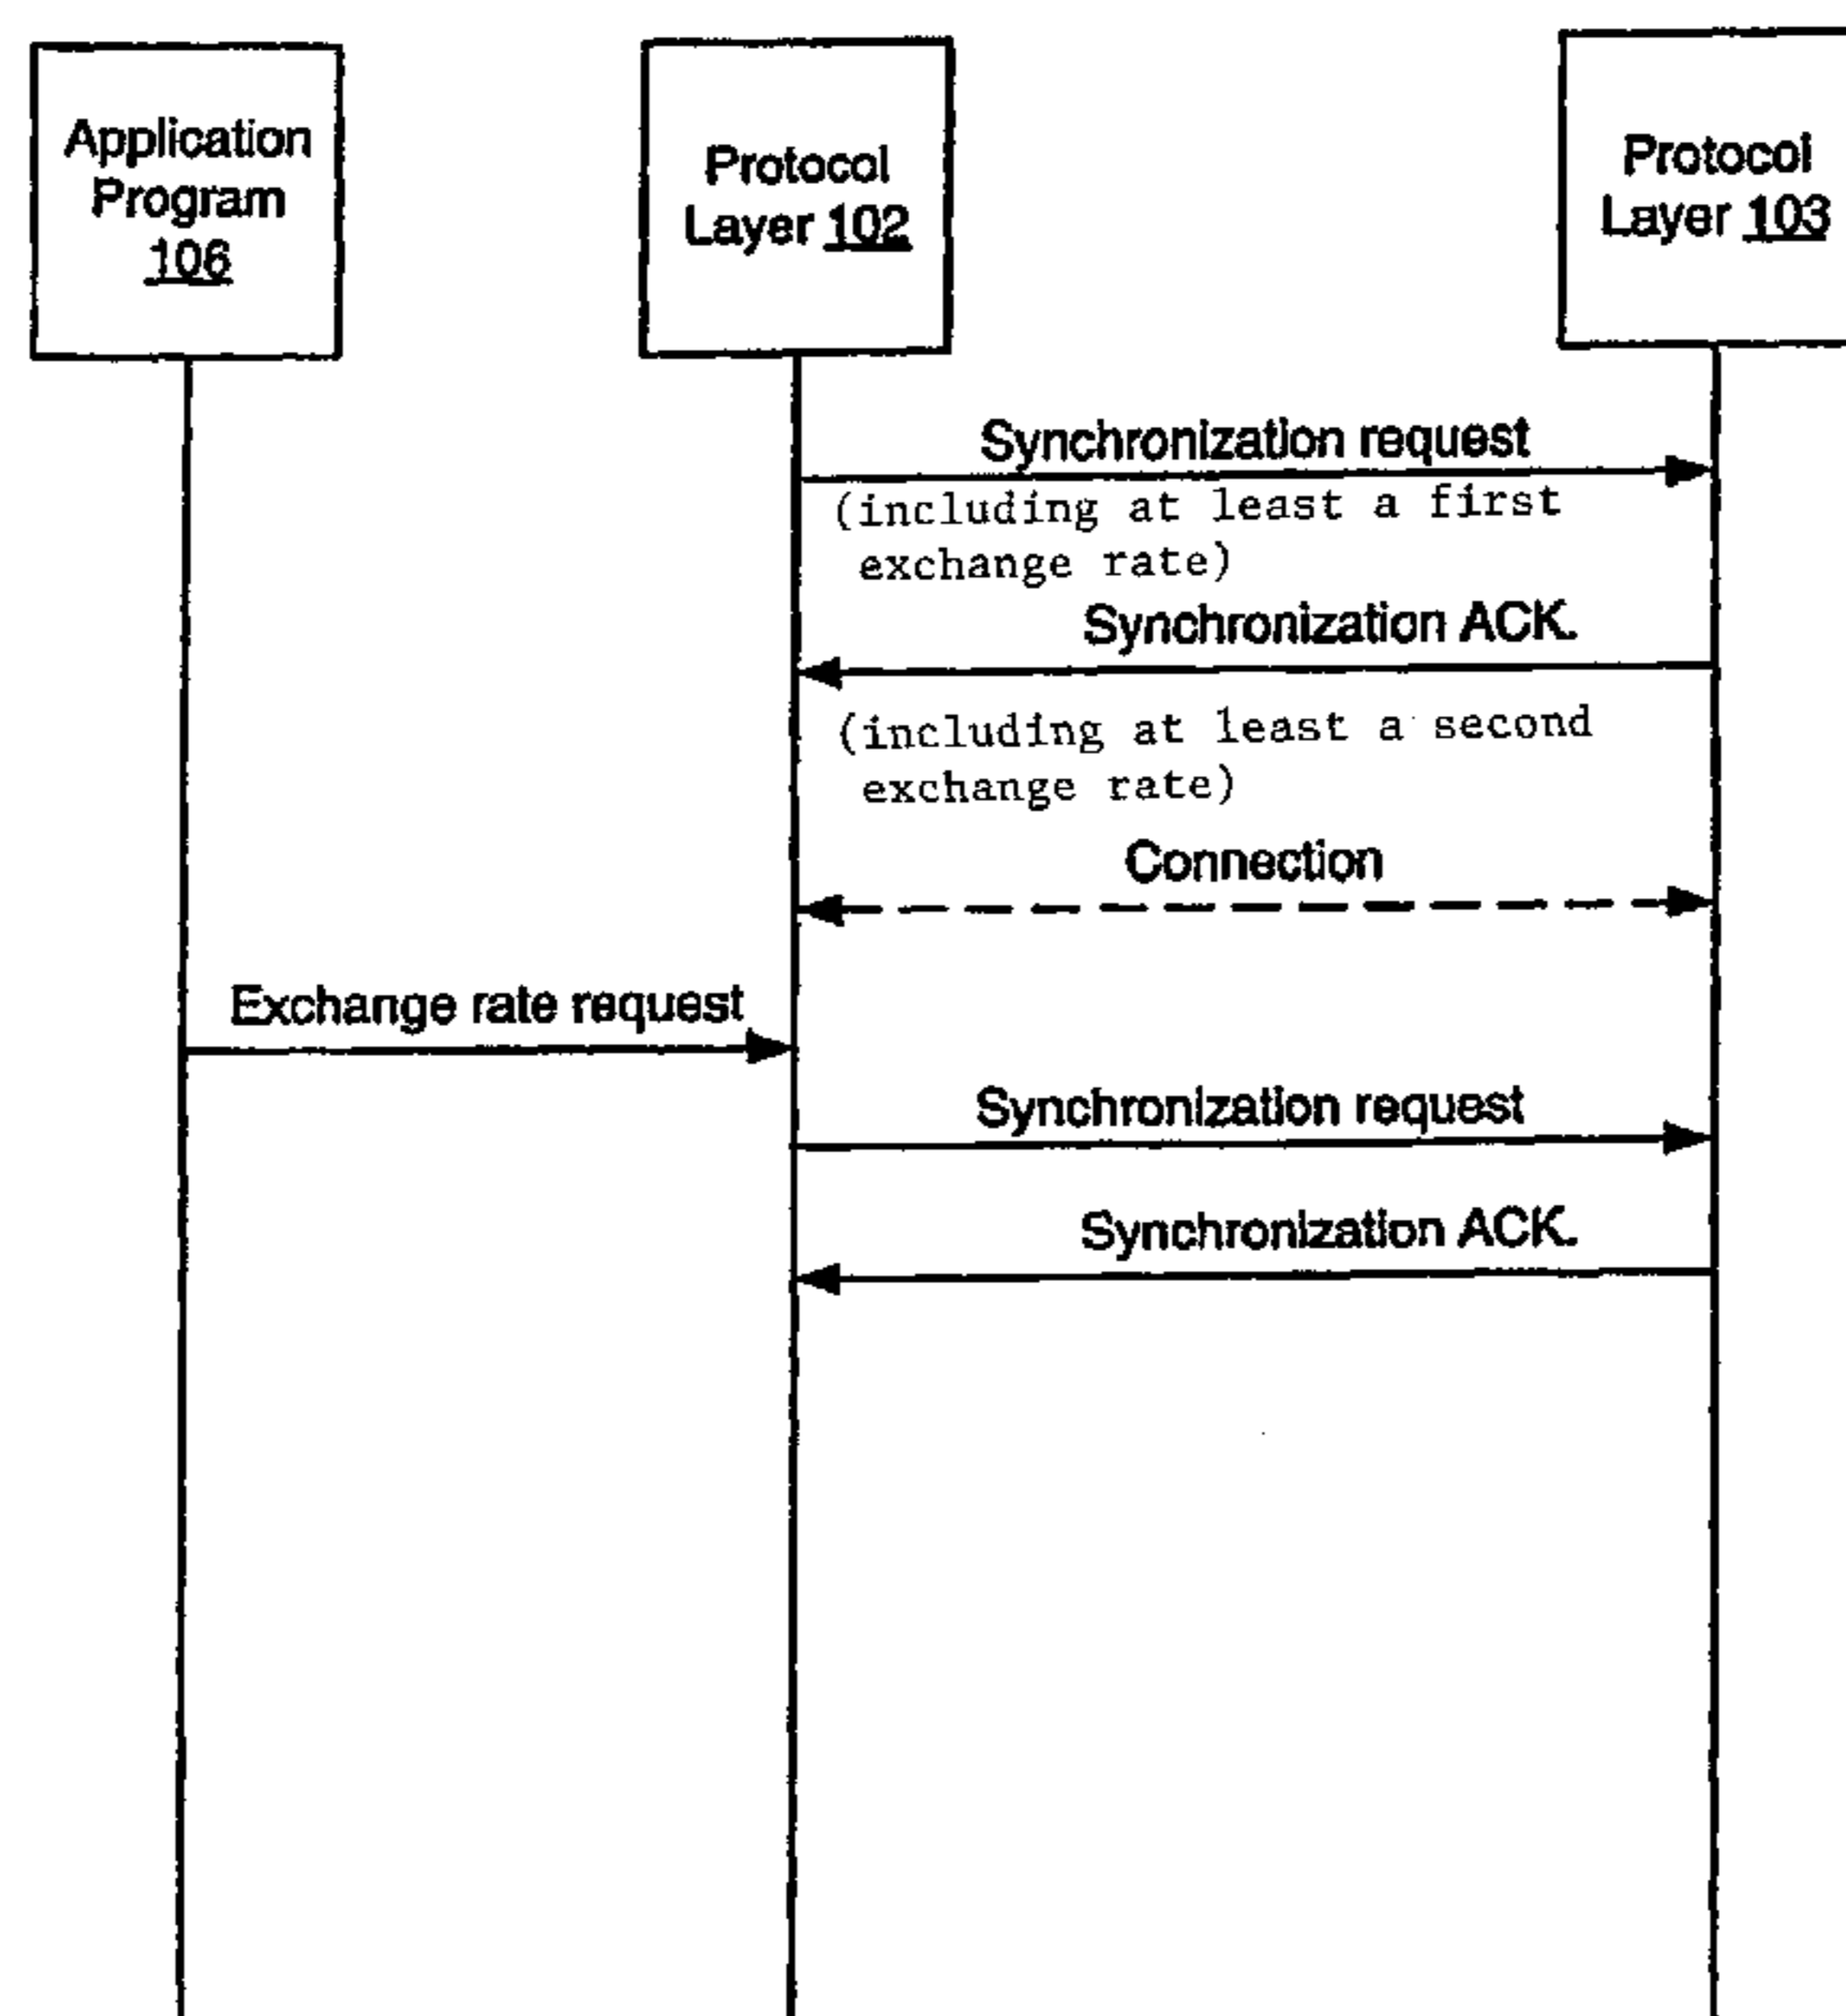 Application
Program
106
Protocol
Layer 102
Protocol
Layer 103
Synchronization request
(including at least a first
exchange rate)
Synchronization ACK.
(including at least a second
exchange rate)
Connection
Exchange rate request
Synchronization request
Synchronization ACK.